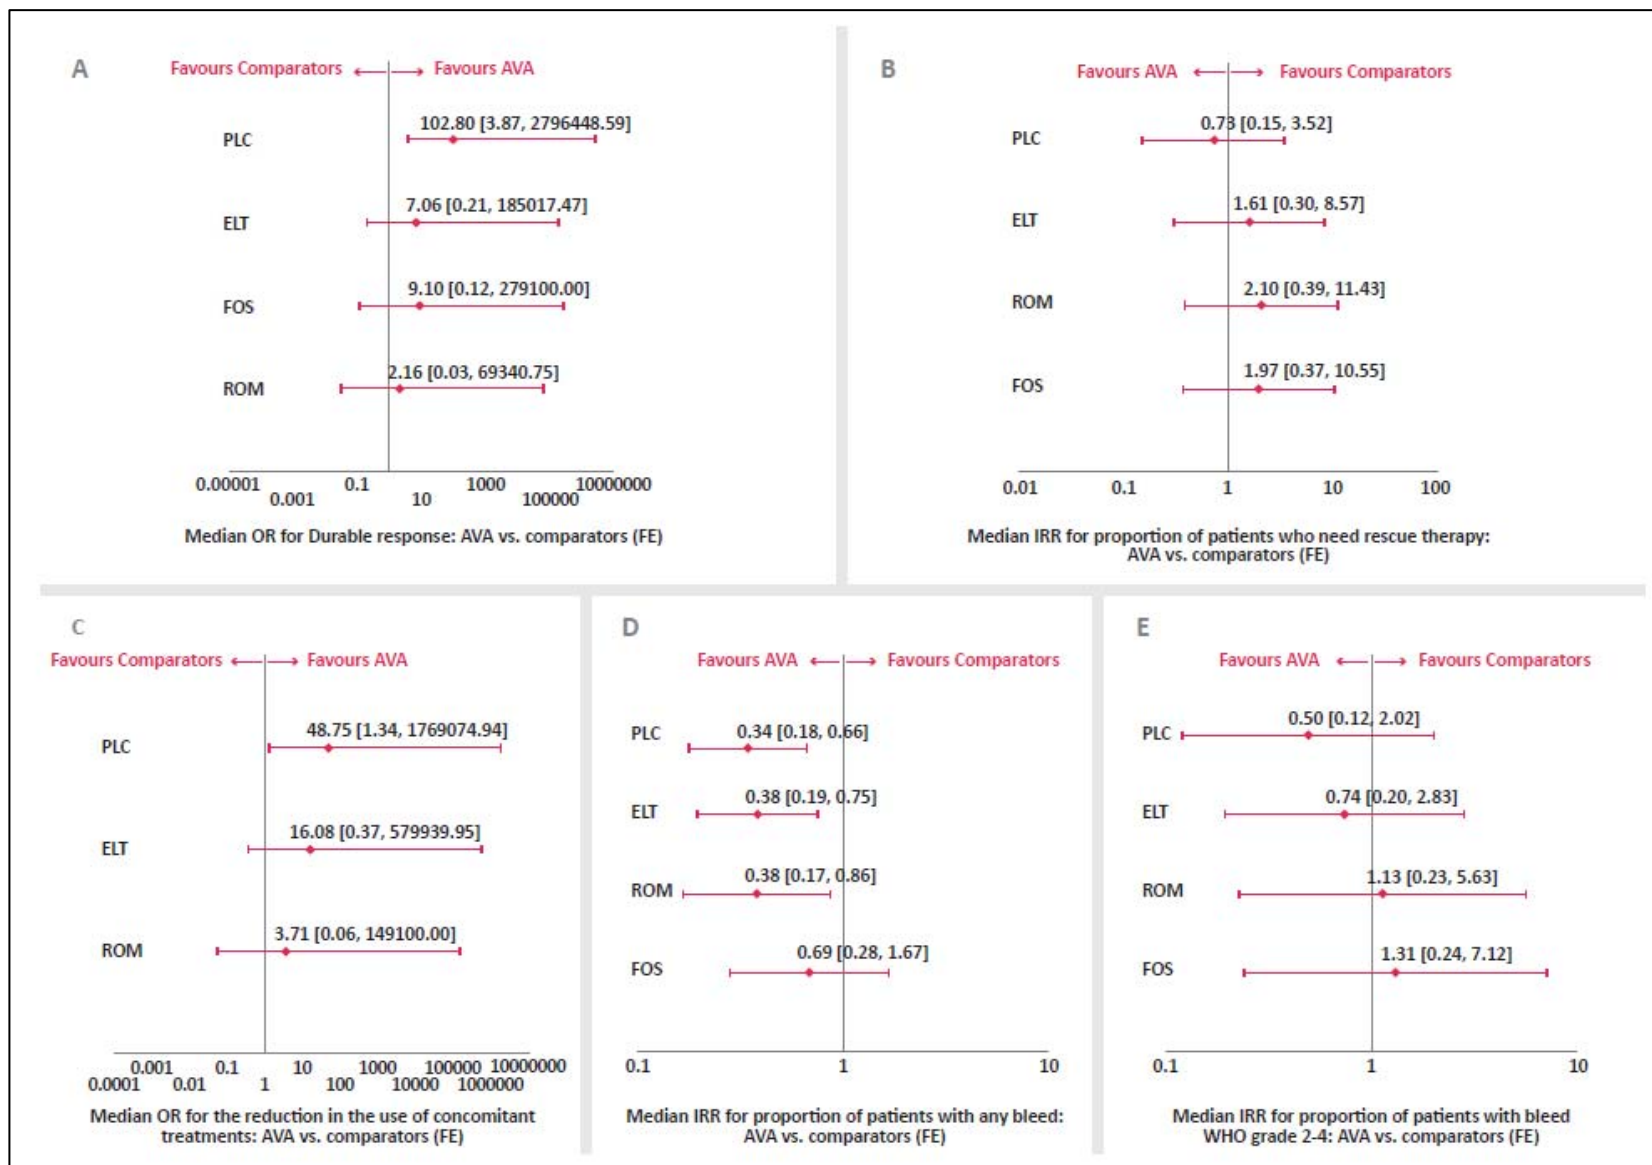 A
Favours Comparators
Favours AVA
PLC
102.80 [3.87, 2796448.59]
ELT
7.06 [0.21, 185017.47]
FOS
9.10 [0.12, 279100.00]
ROM
2.16 [0.03, 69340.75]
0.00001 0.001 0.1 10 1000 100000 10000000
Median OR for Durable response: AVA vs. comparators (FE)
B
Favours AVA
Favours Comparators
PLC
0.73 [0.15, 3.52]
ELT
1.61 [0.30, 8.57]
ROM
2.10 [0.39, 11.43]
FOS
1.97 [0.37, 10.55]
0.01 0.1 1 10 100
Median IRR for proportion of patients who need rescue therapy:
AVA vs. comparators (FE)
C
Favours Comparators
Favours AVA
PLC
48.75 [1.34, 1769074.94]
ELT
16.08 [0.37, 579939.95]
ROM
3.71 [0.06, 149100.00]
0.001 0.1 10 1000 100000 10000000
0.0001 0.01 1 100 10000 1000000
Median OR for the reduction in the use of concomitant
treatments: AVA vs. comparators (FE)
D
Favours AVA
Favours Comparators
PLC
0.34 [0.18, 0.66]
ELT
0.38 [0.19, 0.75]
ROM
0.38 [0.17, 0.86]
FOS
0.69 [0.28, 1.67]
0.1 1 10
Median IRR for proportion of patients with any bleed:
AVA vs. comparators (FE)
E
Favours AVA
Favours Comparators
PLC
0.50 [0.12, 2.02]
ELT
0.74 [0.20, 2.83]
ROM
1.13 [0.23, 5.63]
FOS
1.31 [0.24, 7.12]
0.1 1 10
Median IRR for proportion of patients with bleed
WHO grade 2-4: AVA vs. comparators (FE)